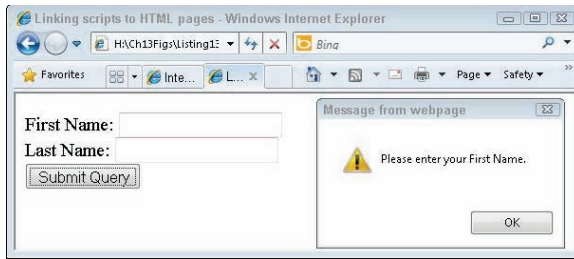 Linking scripts to HTML pages - Windows Internet Explorer
H:\Ch13Figs\Listing13
Bing
Favorites
Inte...
L...
Page
Safety
»
First Name:
Last Name:
Submit Query
Message from webpage
Please enter your First Name.
OK